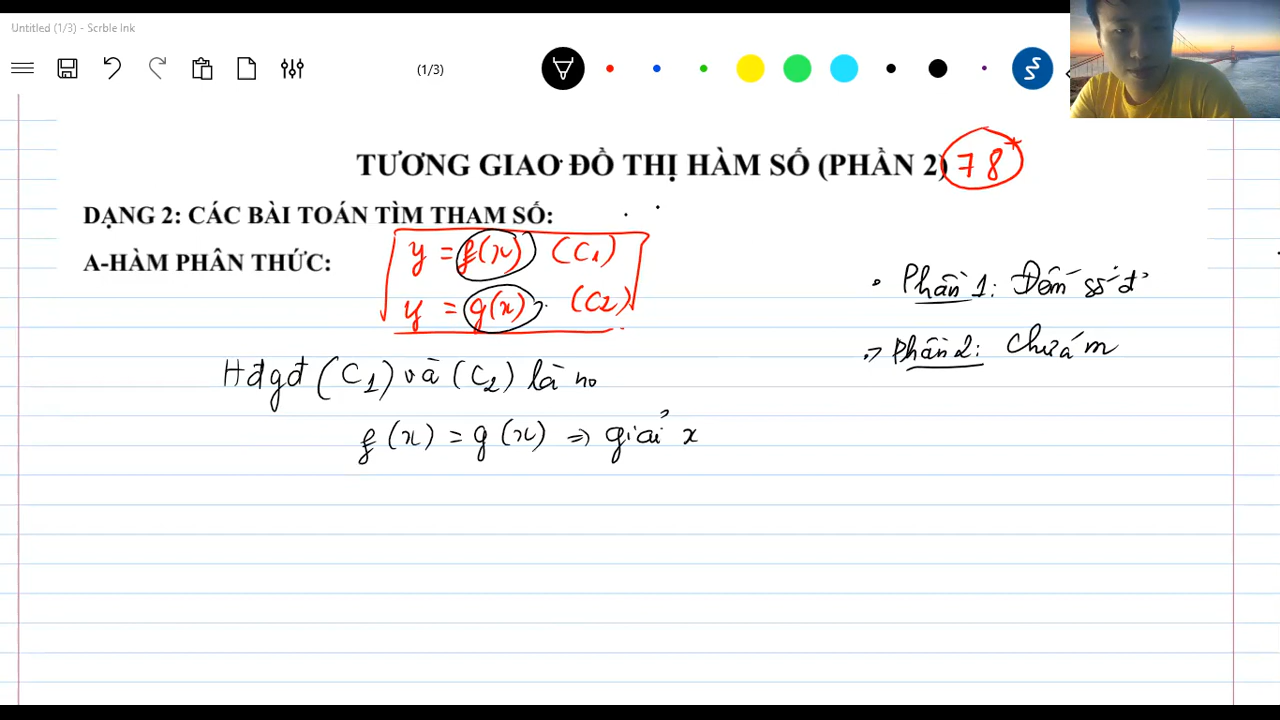 Untitled (1/3) - Scrble Ink
(1/3)
TƯƠNG GIAO ĐỒ THỊ HÀM SỐ (PHẦN 2) 78+
DẠNG 2: CÁC BÀI TOÁN TÌM THAM SỐ:
A-HÀM PHÂN THỨC:
y = f(x) (C1)
y = g(x) (C2)
• Phần 1: Đếm số đ
Phần 2: Chứa m
Hđgđ (C1) và (C2) là no
f(x) = g(x) => giải x